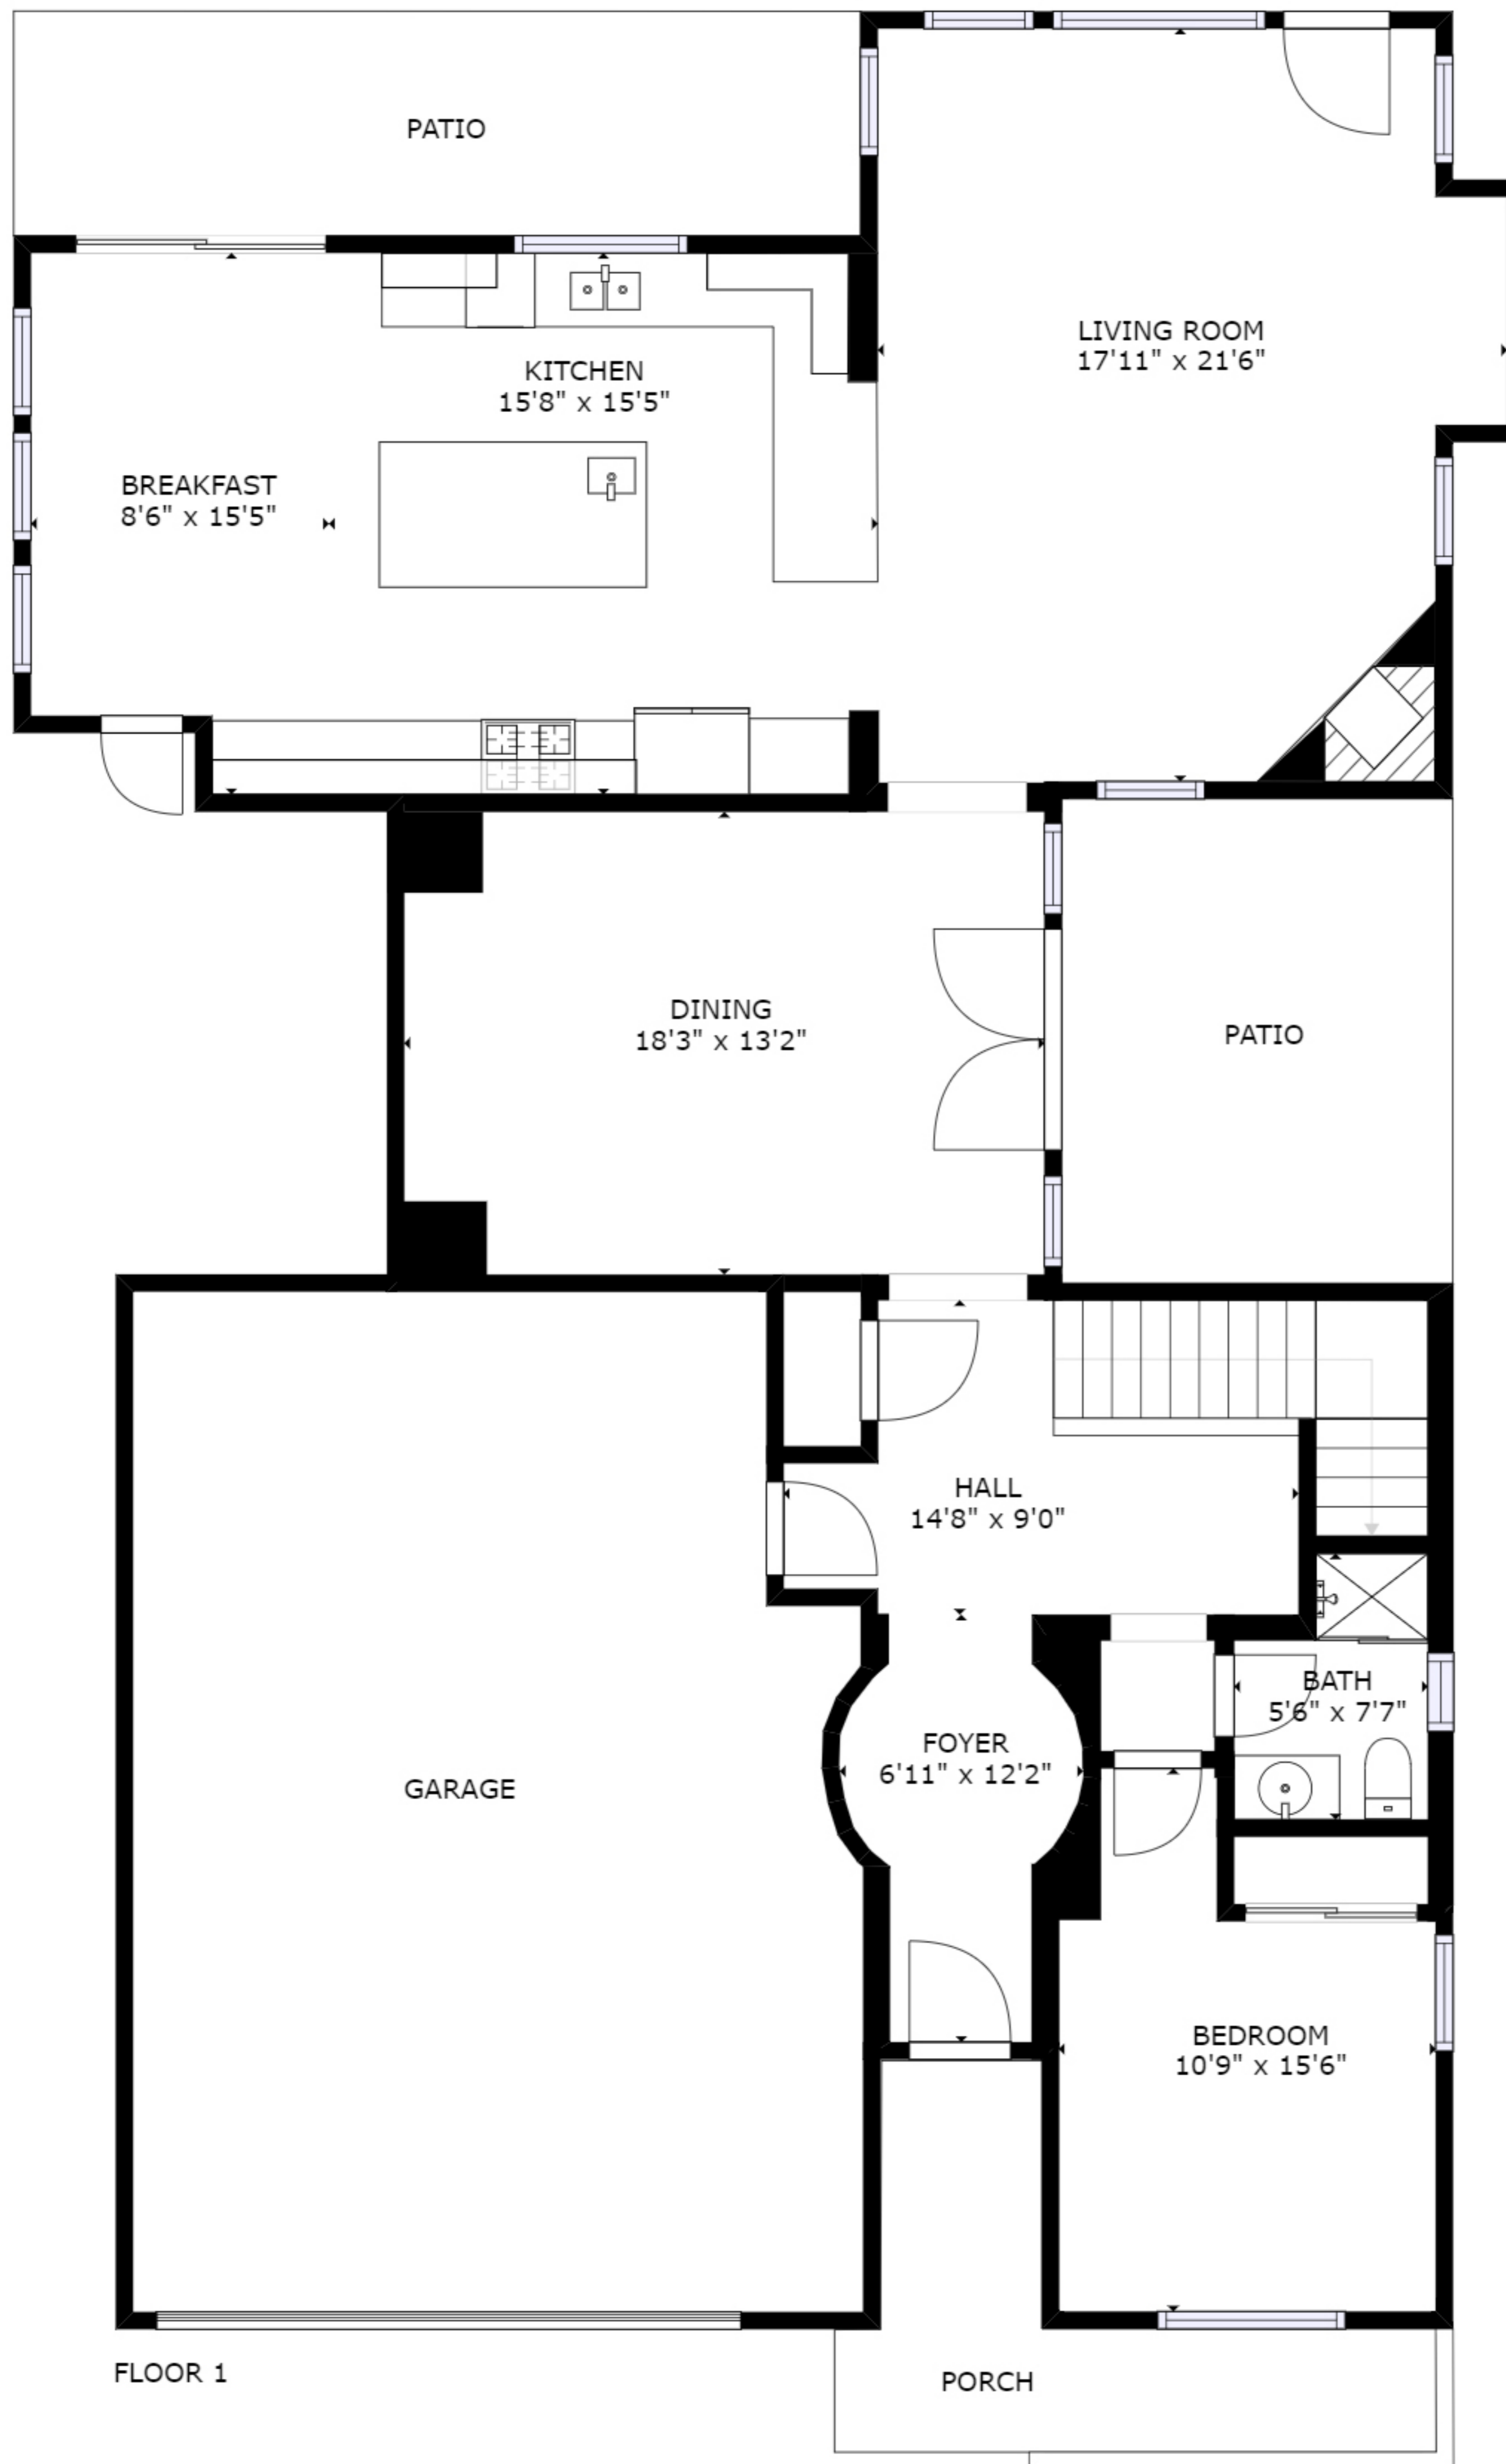 PATIO
LIVING ROOM
17'11" x 21'6"
KITCHEN
15'8" x 15'5"
BREAKFAST
8'6" x 15'5"
DINING
18'3" x 13'2"
PATIO
HALL
14'8" x 9'0"
BATH
5'6" x 7'7"
FOYER
6'11" x 12'2"
GARAGE
BEDROOM
10'9" x 15'6"
FLOOR 1
PORCH